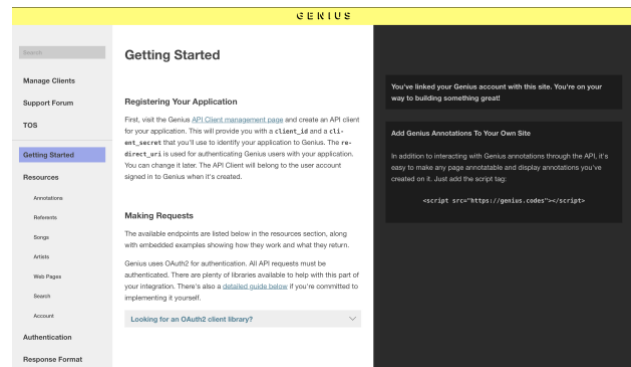 GENIUS
Search
Manage Clients
Support Forum
TOS
Getting Started
Resources
Annotations
Referents
Songs
Artists
Web Pages
Search
Account
Authentication
Response Format
Getting Started
Registering Your Application
First, visit the Genius API Client management page and create an API client
for your application. This will provide you with a client_id and a cli-
ent_secret that you'll use to identify your application to Genius. The re-
direct_uri is used for authenticating Genius users with your application.
You can change it later. The API Client will belong to the user account
signed in to Genius when it's created.
Making Requests
The available endpoints are listed below in the resources section, along
with embedded examples showing how they work and what they return.
Genius uses OAuth2 for authentication. All API requests must be
authenticated. There are plenty of libraries available to help with this part of
your integration. There's also a detailed guide below if you're committed to
implementing it yourself.
Looking for an OAuth2 client library?
You've linked your Genius account with this site. You're on your
way to building something great!
Add Genius Annotations To Your Own Site
In addition to interacting with Genius annotations through the API, it's
easy to make any page annotatable and display annotations you've
created on it. Just add the script tag:
<script src="https://genius.codes"></script>